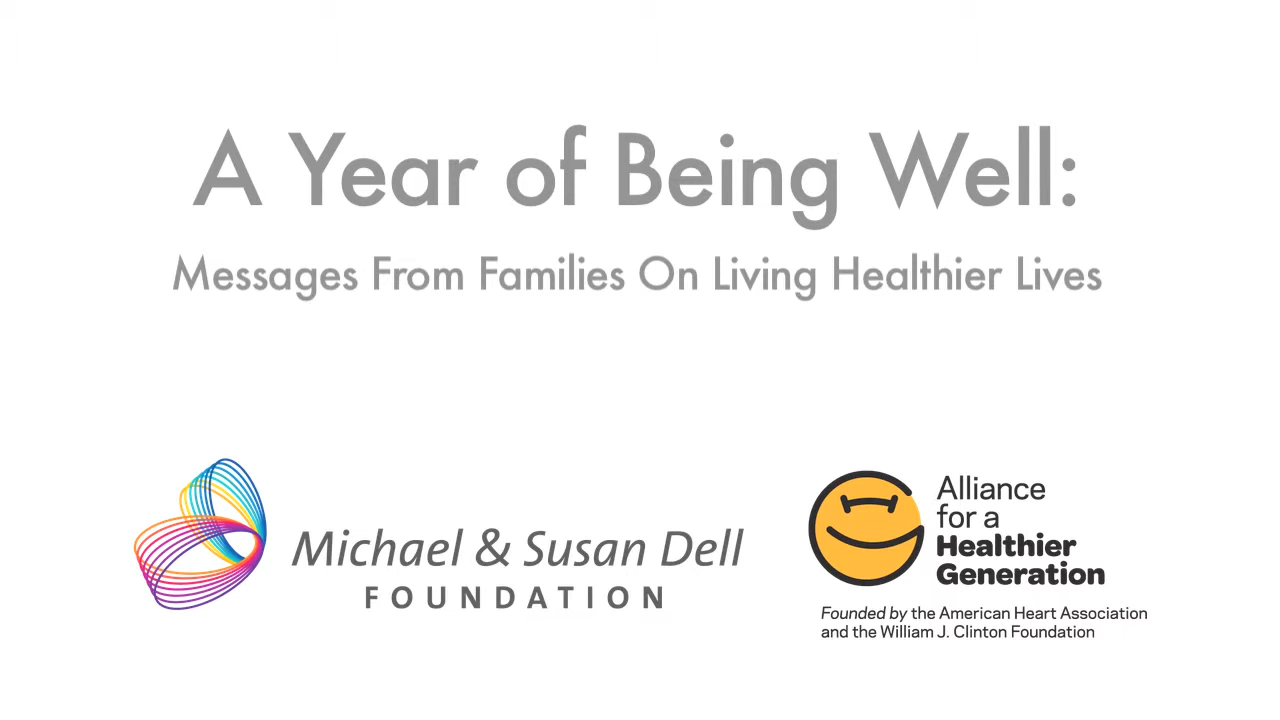 A Year of Being Well:
Messages From Families On Living Healthier Lives
Michael & Susan Dell
FOUNDATION
Alliance
for a
Healthier
Generation
Founded by the American Heart Association
and the William J. Clinton Foundation